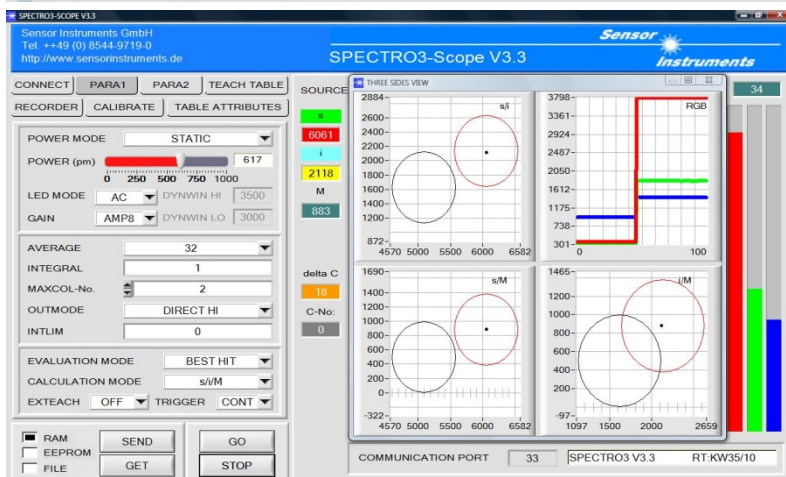 SPECTRO3-SCOPE V3.3
Sensor Instruments GmbH
Tel. ++49 (0) 8544-9719-0
http://www.sensorinstruments.de
SPECTRO3-Scope V3.3
Sensor
Instruments
CONNECT PARA1 PARA2 TEACH TABLE
RECORDER CALIBRATE TABLE ATTRIBUTES
POWER MODE STATIC
POWER (pm) 617
0 250 500 750 1000
LED MODE AC DYNWIN HI 3500
GAIN AMP8 DYNWIN LO 3000
AVERAGE 32
INTEGRAL 1
MAXCOL-No. 2
OUTMODE DIRECT HI
INTLIM 0
EVALUATION MODE BEST HIT
CALCULATION MODE s/i/M
EXTEACH OFF TRIGGER CONT
RAM
EEPROM
FILE
SEND GO
GET STOP
SOURCE
s
6061
i
2118
M
883
delta C
18
C-No:
0
THREE SIDES VIEW
34
s/i
2884-
2600-
2400-
2200-
2000-
1800-
1600-
1400-
1200-
872-
4570 5000 5500 6000 6582
RGB
3798-
3361-
2924-
2487-
2050-
1612-
1175-
738-
301-
0 100
s/M
1690-
1400-
1200-
1000-
800-
600-
400-
200-
0-
-322-
4570 5000 5500 6000 6582
i/M
1465-
1200-
1000-
800-
600-
400-
200-
-97-
1097 1500 2000 2659
COMMUNICATION PORT 33 SPECTRO3 V3.3 RT:KW35/10